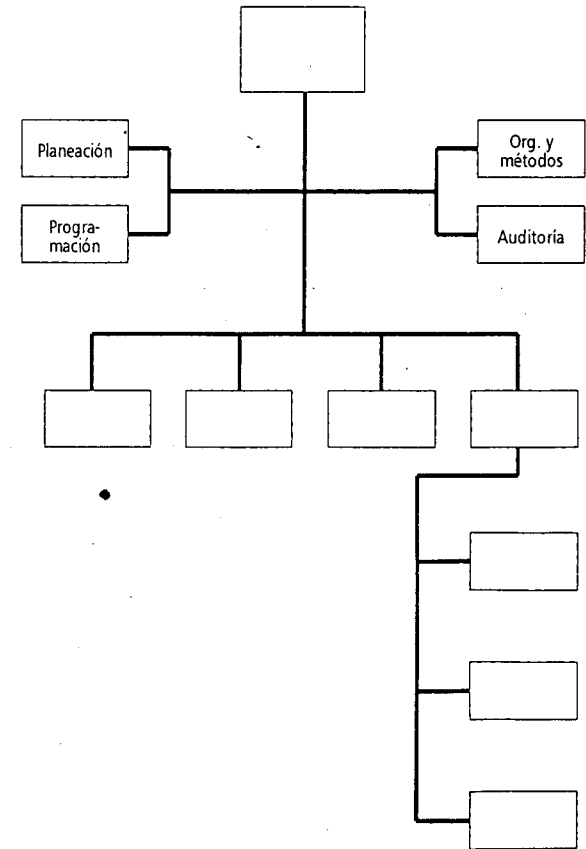 Planeación
Org. y
métodos
Progra-
mación
Auditoría